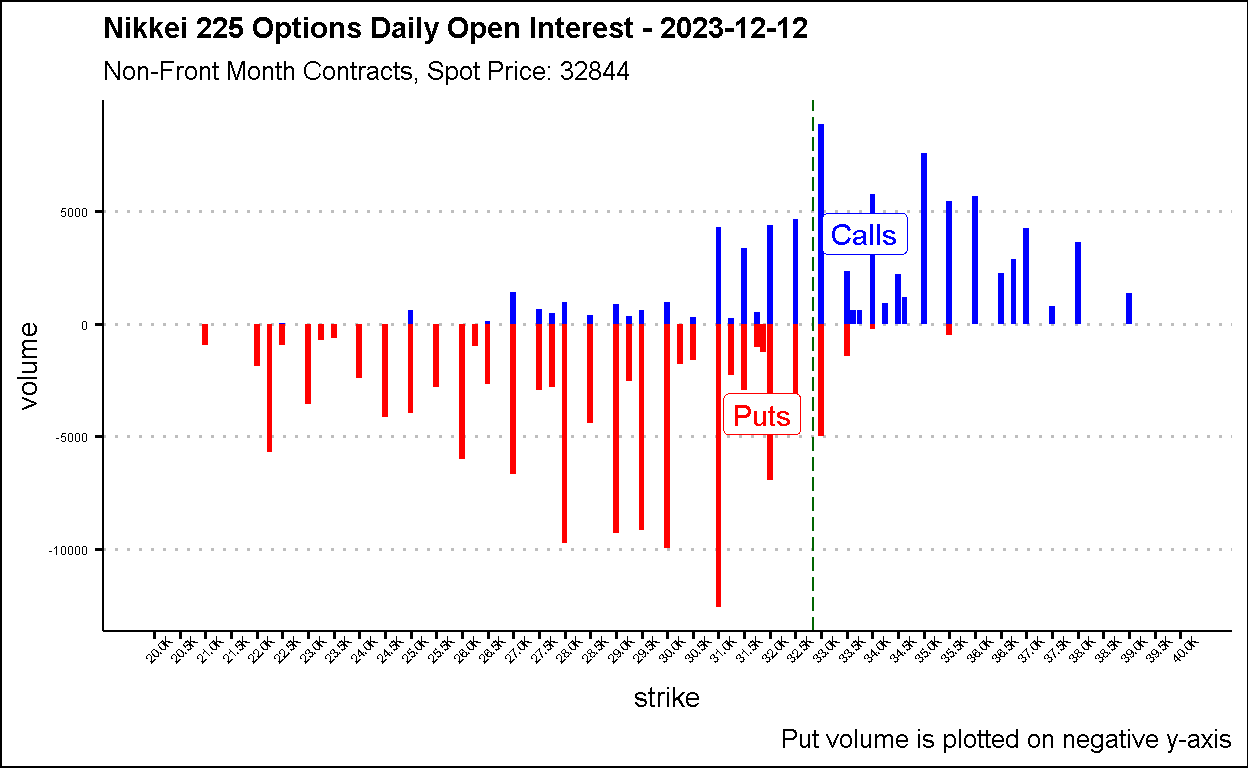 Nikkei 225 Options Daily Open Interest - 2023-12-12
Non-Front Month Contracts, Spot Price: 32844
volume
5000
0
-5000
-10000
Calls
Puts
20.0K 20.5K 21.0K 21.5K 22.0K 22.5K 23.0K 23.5K 24.0K 24.5K 25.0K 25.5K 26.0K 26.5K 27.0K 27.5K 28.0K 28.5K 29.0K 29.5K 30.0K 30.5K 31.0K 31.5K 32.0K 32.5K 33.0K 33.5K 34.0K 34.5K 35.0K 35.5K 36.0K 36.5K 37.0K 37.5K 38.0K 38.5K 39.0K 39.5K 40.0K
strike
Put volume is plotted on negative y-axis